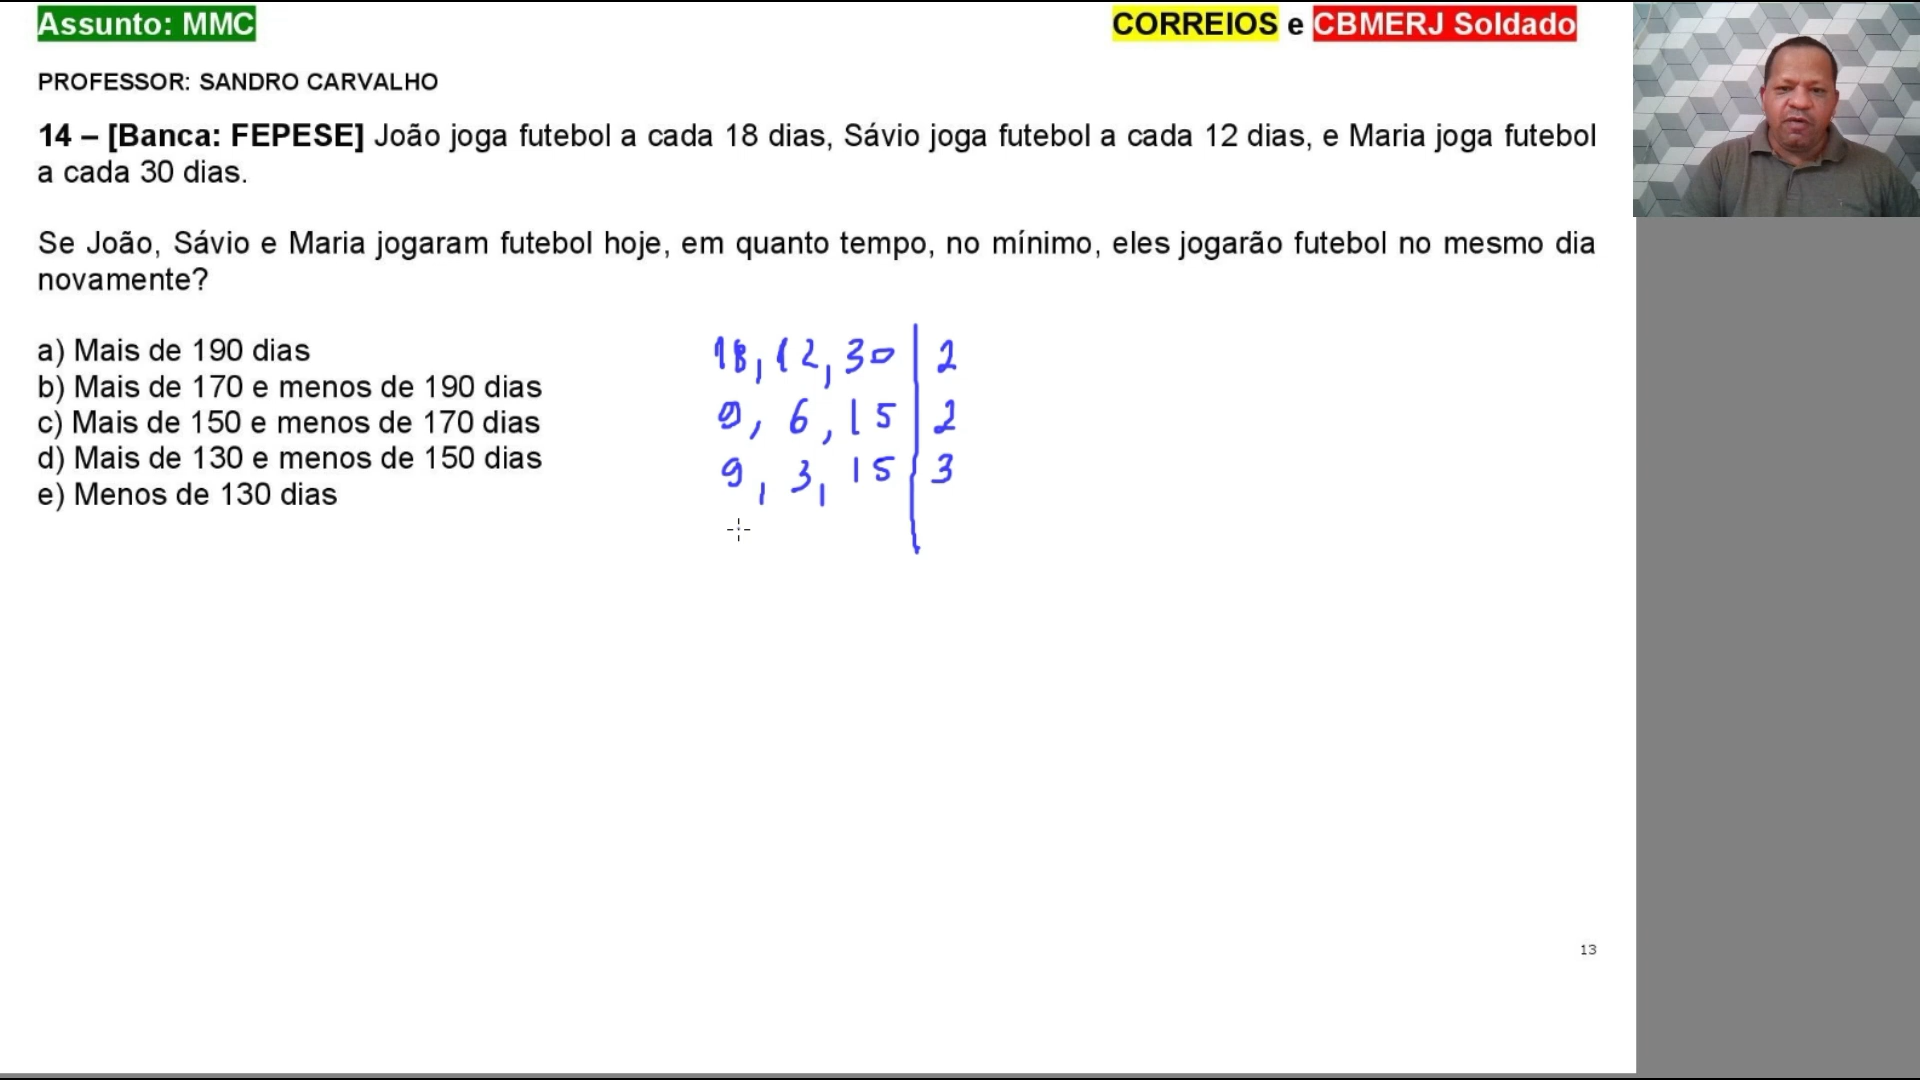 Assunto: MMC CORREIOS e CBMERJ Soldado
PROFESSOR: SANDRO CARVALHO
14 – [Banca: FEPESE] João joga futebol a cada 18 dias, Sávio joga futebol a cada 12 dias, e Maria joga futebol
a cada 30 dias.
Se João, Sávio e Maria jogaram futebol hoje, em quanto tempo, no mínimo, eles jogarão futebol no mesmo dia
novamente?
a) Mais de 190 dias
b) Mais de 170 e menos de 190 dias
c) Mais de 150 e menos de 170 dias
d) Mais de 130 e menos de 150 dias
e) Menos de 130 dias
18, 12, 30 | 2
9, 6, 15 | 2
9, 3, 15 | 3
13